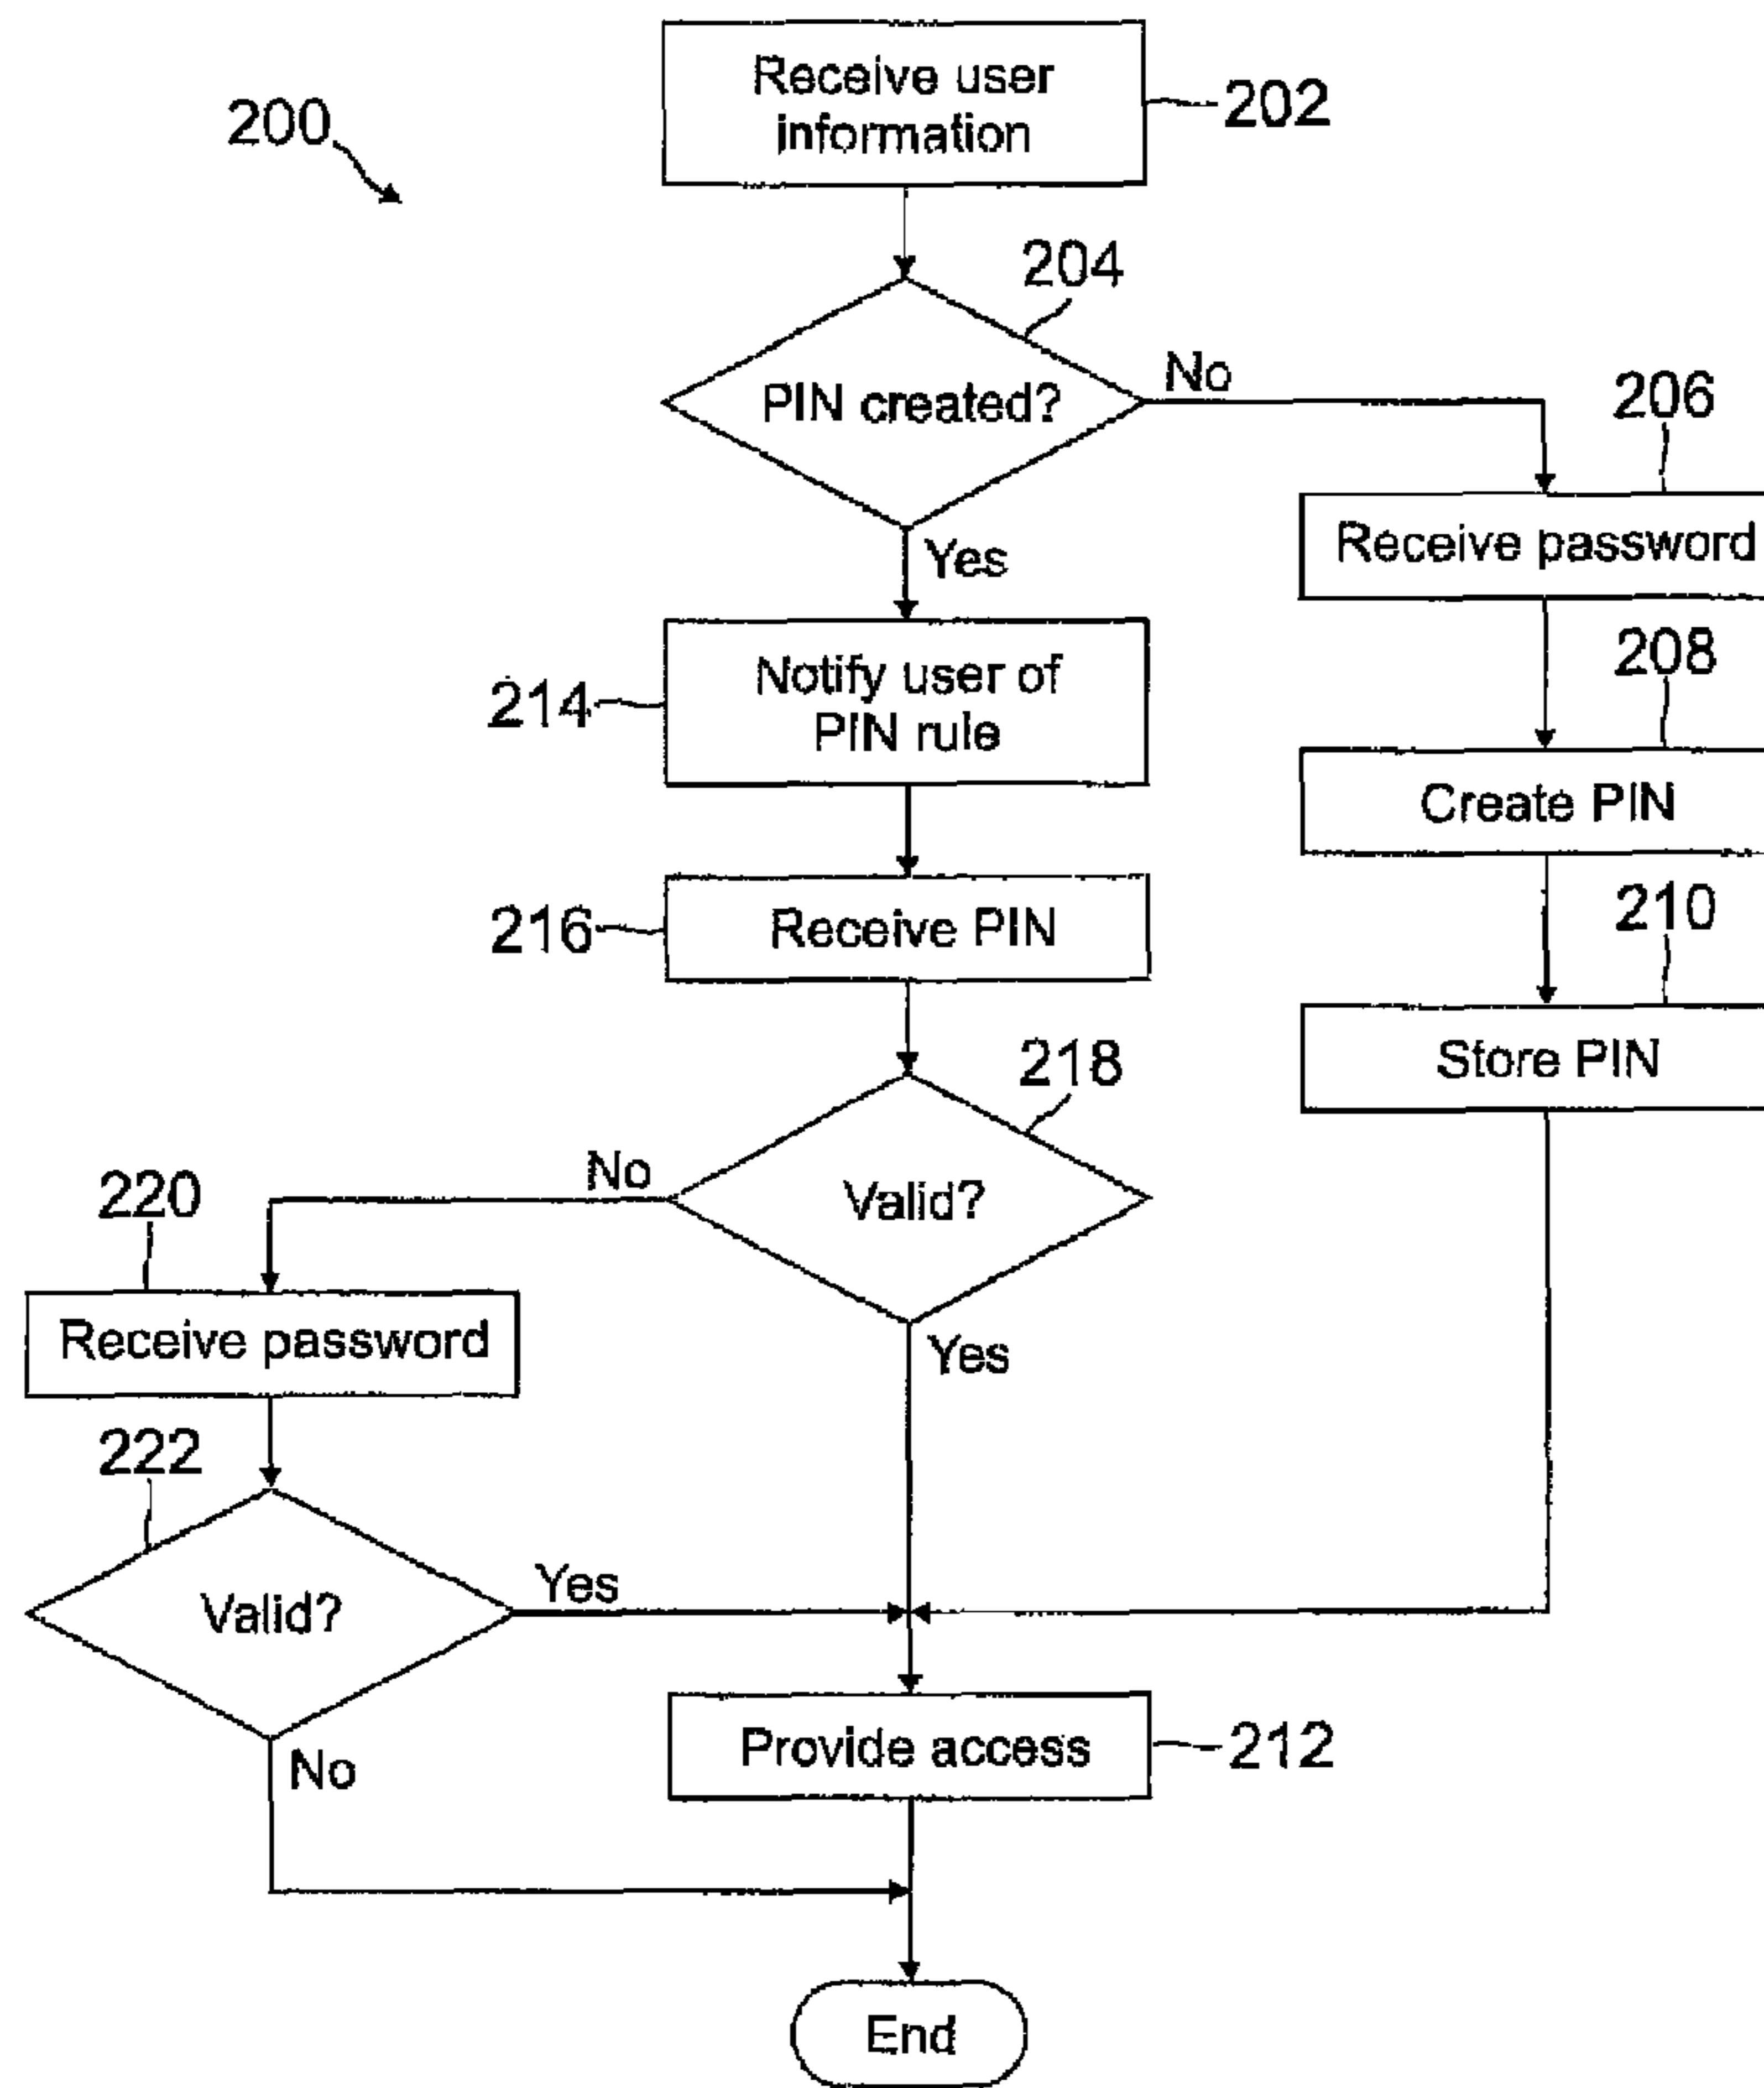 200
Receive user
information
202
204
PIN created?
No
206
Yes
Receive password
214
Notify user of
PIN rule
208
Create PIN
216
Receive PIN
210
218
Store PIN
No
220
Valid?
Receive password
Yes
222
Yes
Valid?
No
Provide access
212
End